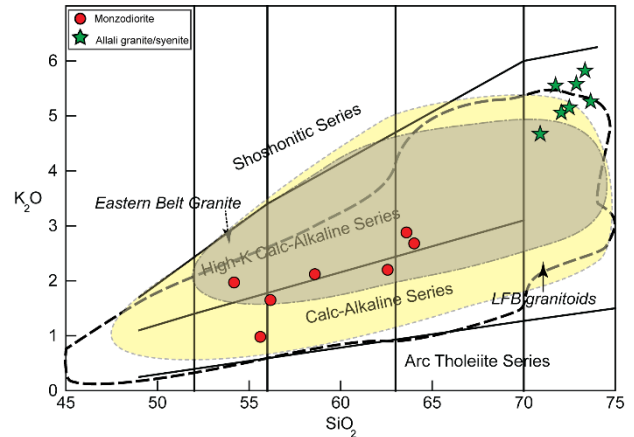 Monzodiorite
Allali granite/syenite
6
5
4
3
2
1
0
K2O
Shoshonitic Series
Eastern Belt Granite
High-K Calc-Alkaline Series
Calc-Alkaline Series
LFB granitoids
Arc Tholeiite Series
45 50 55 60 65 70 75
SiO2